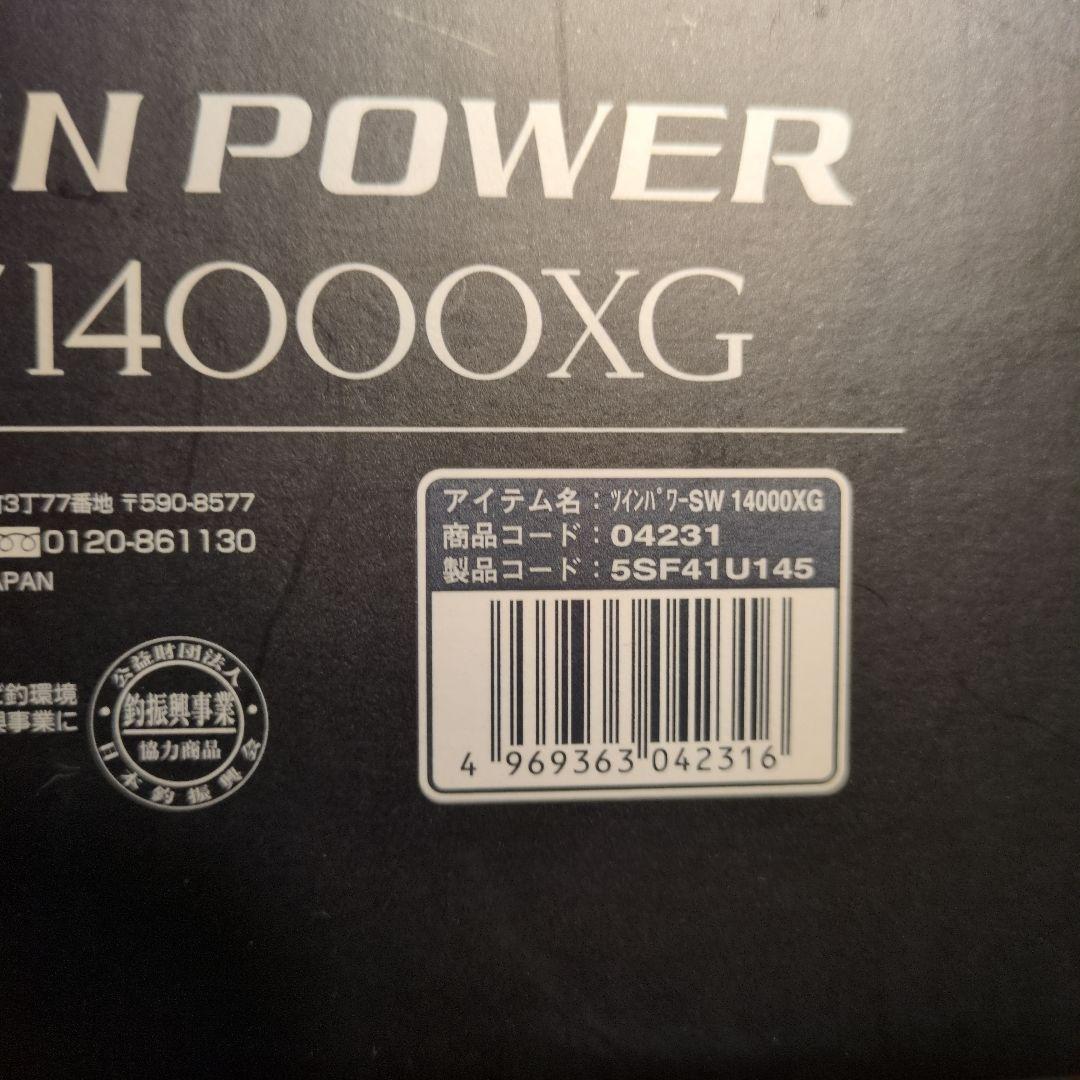 N POWER
14000XG
3丁77番地 〒590-8577
0120-861130
APAN
釣環境
事業に
公益財団法人
釣振興事業
協力商品
日本釣振興会
アイテム名：ﾂｲﾝﾊﾟﾜｰSW 14000XG
商品コード：04231
製品コード：5SF41U145
4 969363 042316